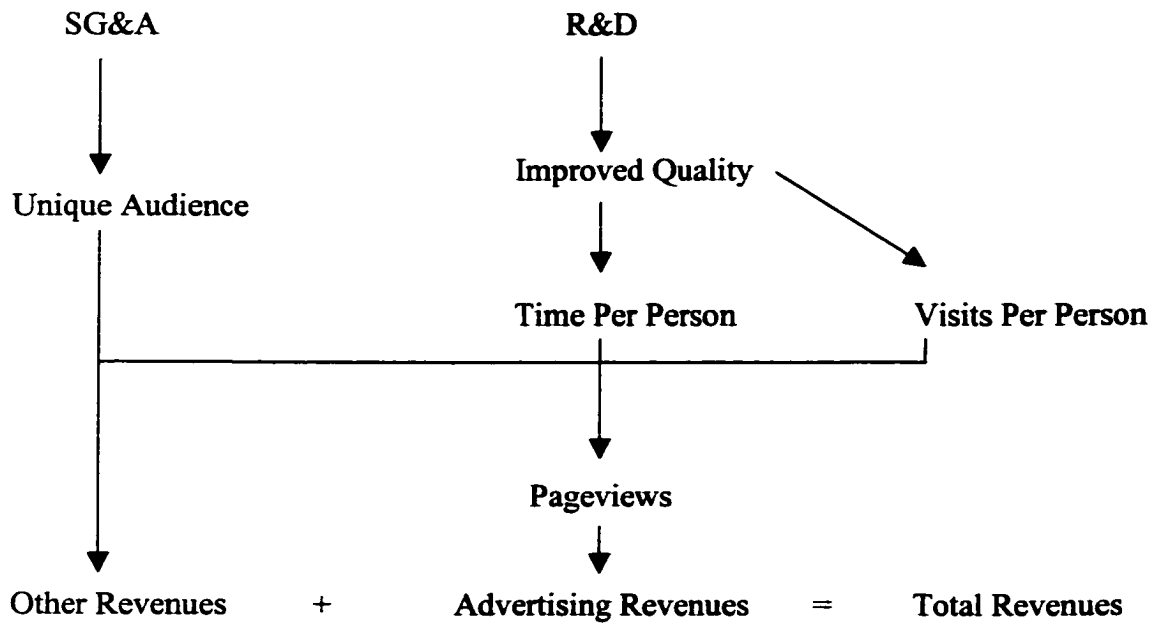 SG&A R&D
Improved Quality
Unique Audience
Time Per Person Visits Per Person
Pageviews
Other Revenues + Advertising Revenues = Total Revenues